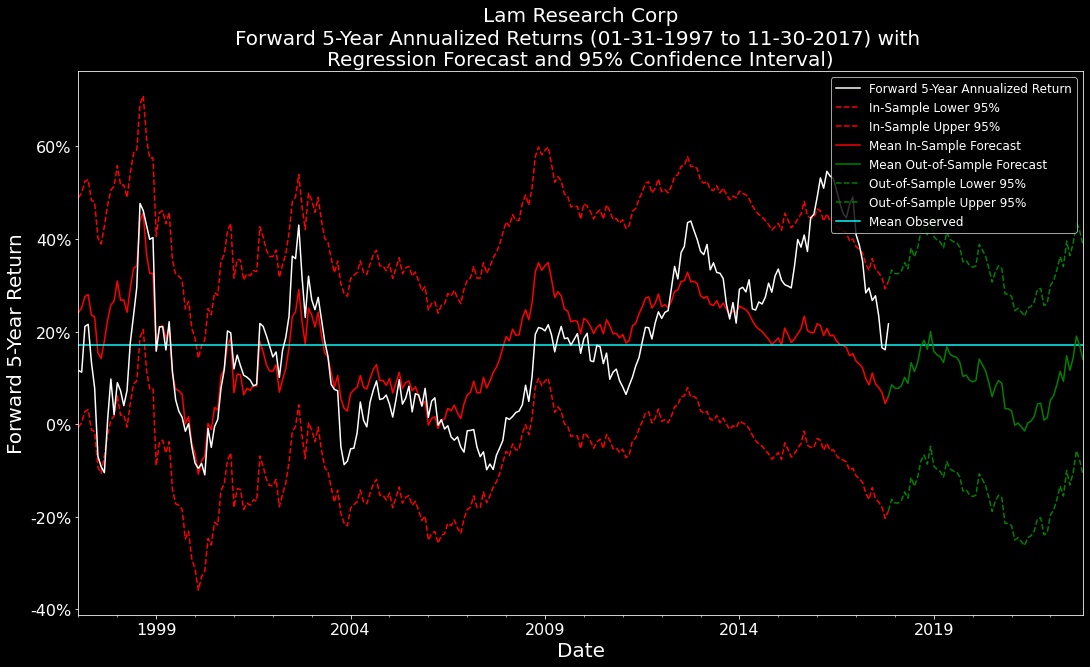 Lam Research Corp
Forward 5-Year Annualized Returns (01-31-1997 to 11-30-2017) with
Regression Forecast and 95% Confidence Interval)
Forward 5-Year Annualized Return
In-Sample Lower 95%
In-Sample Upper 95%
Mean In-Sample Forecast
Mean Out-of-Sample Forecast
Out-of-Sample Lower 95%
Out-of-Sample Upper 95%
Mean Observed
Forward 5-Year Return
60%
40%
20%
0%
-20%
-40%
1999
2004
2009
2014
2019
Date